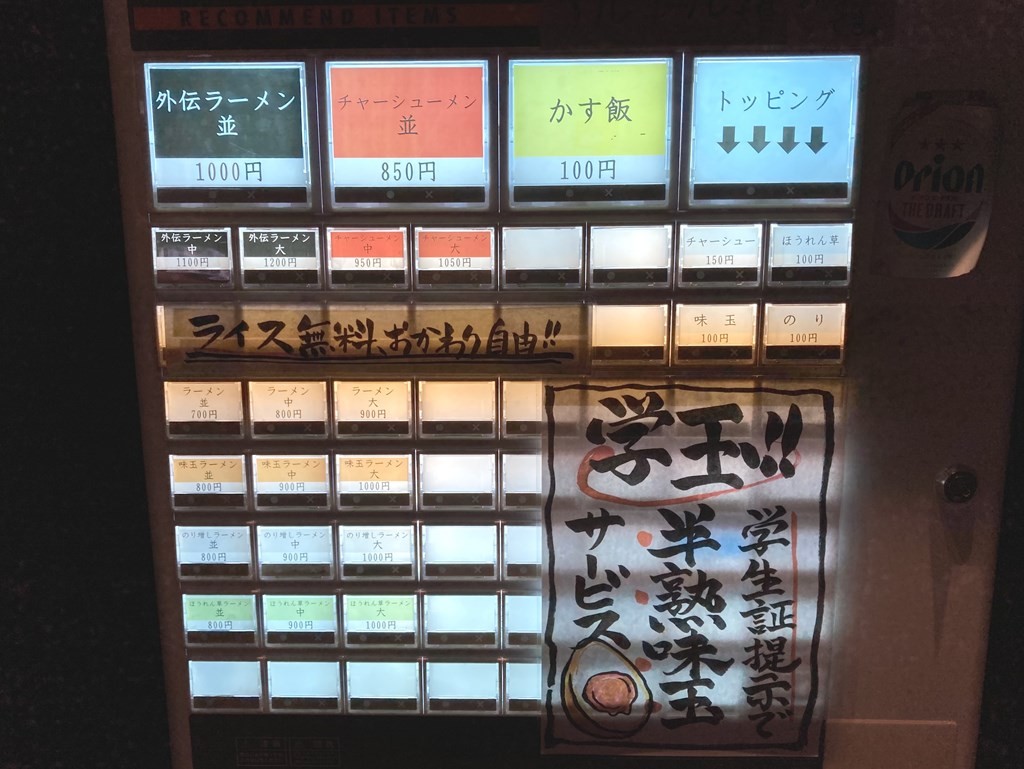 RECOMMEND ITEMS
外伝ラーメン
並
1000円
チャーシューメン
並
850円
かす飯
100円
トッピング
外伝ラーメン
中
1100円
外伝ラーメン
大
1200円
チャーシューメン
中
950円
チャーシューメン
大
1050円
チャーシュー
150円
ほうれん草
100円
ライス無料、おかわり自由!!
味 玉
100円
の り
100円
ラーメン
並
700円
ラーメン
中
800円
ラーメン
大
900円
味玉ラーメン
並
800円
味玉ラーメン
中
900円
味玉ラーメン
大
1000円
のり増しラーメン
並
800円
のり増しラーメン
中
900円
のり増しラーメン
大
1000円
ほうれん草ラーメン
並
800円
ほうれん草ラーメン
中
900円
ほうれん草ラーメン
大
1000円
学玉!!
学生証提示で
半熟味玉
サービス
Orion
THE DRAFT